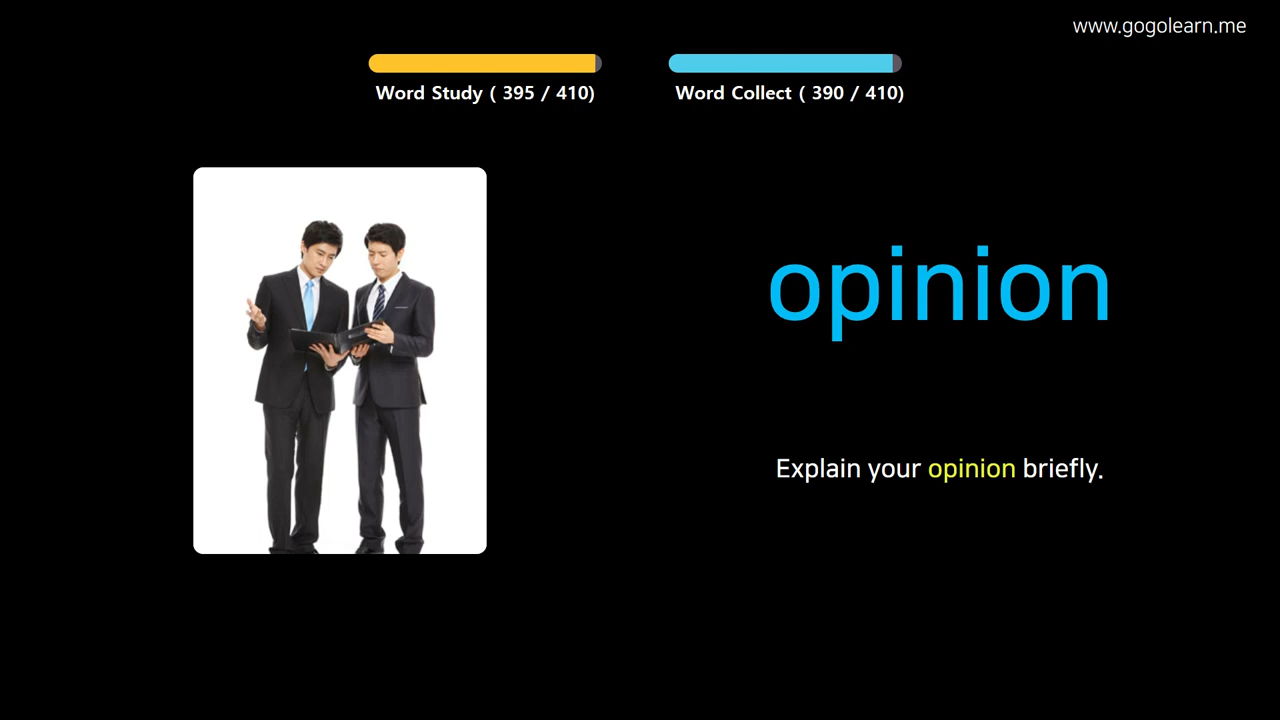 www.gogolearn.me
Word Study ( 395 / 410)
Word Collect ( 390 / 410)
opinion
Explain your opinion briefly.